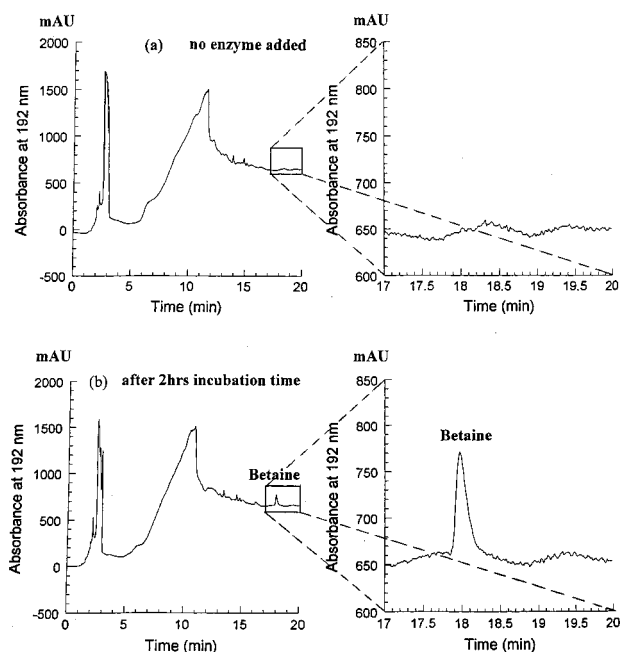 mAU
(a) no enzyme added
Absorbance at 192 nm
2000
1500
1000
500
0
-500
0 5 10 15 20
Time (min)
mAU
Absorbance at 192 nm
850
800
750
700
650
600
17 17.5 18 18.5 19 19.5 20
Time (min)
mAU
(b) after 2hrs incubation time
Absorbance at 192 nm
2000
1500
1000
500
0
-500
Betaine
0 5 10 15 20
Time (min)
mAU
Absorbance at 192 nm
850
800
750
700
650
600
Betaine
17 17.5 18 18.5 19 19.5 20
Time (min)